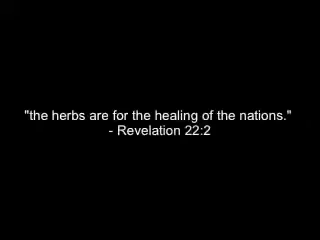 "the herbs are for the healing of the nations."
- Revelation 22:2